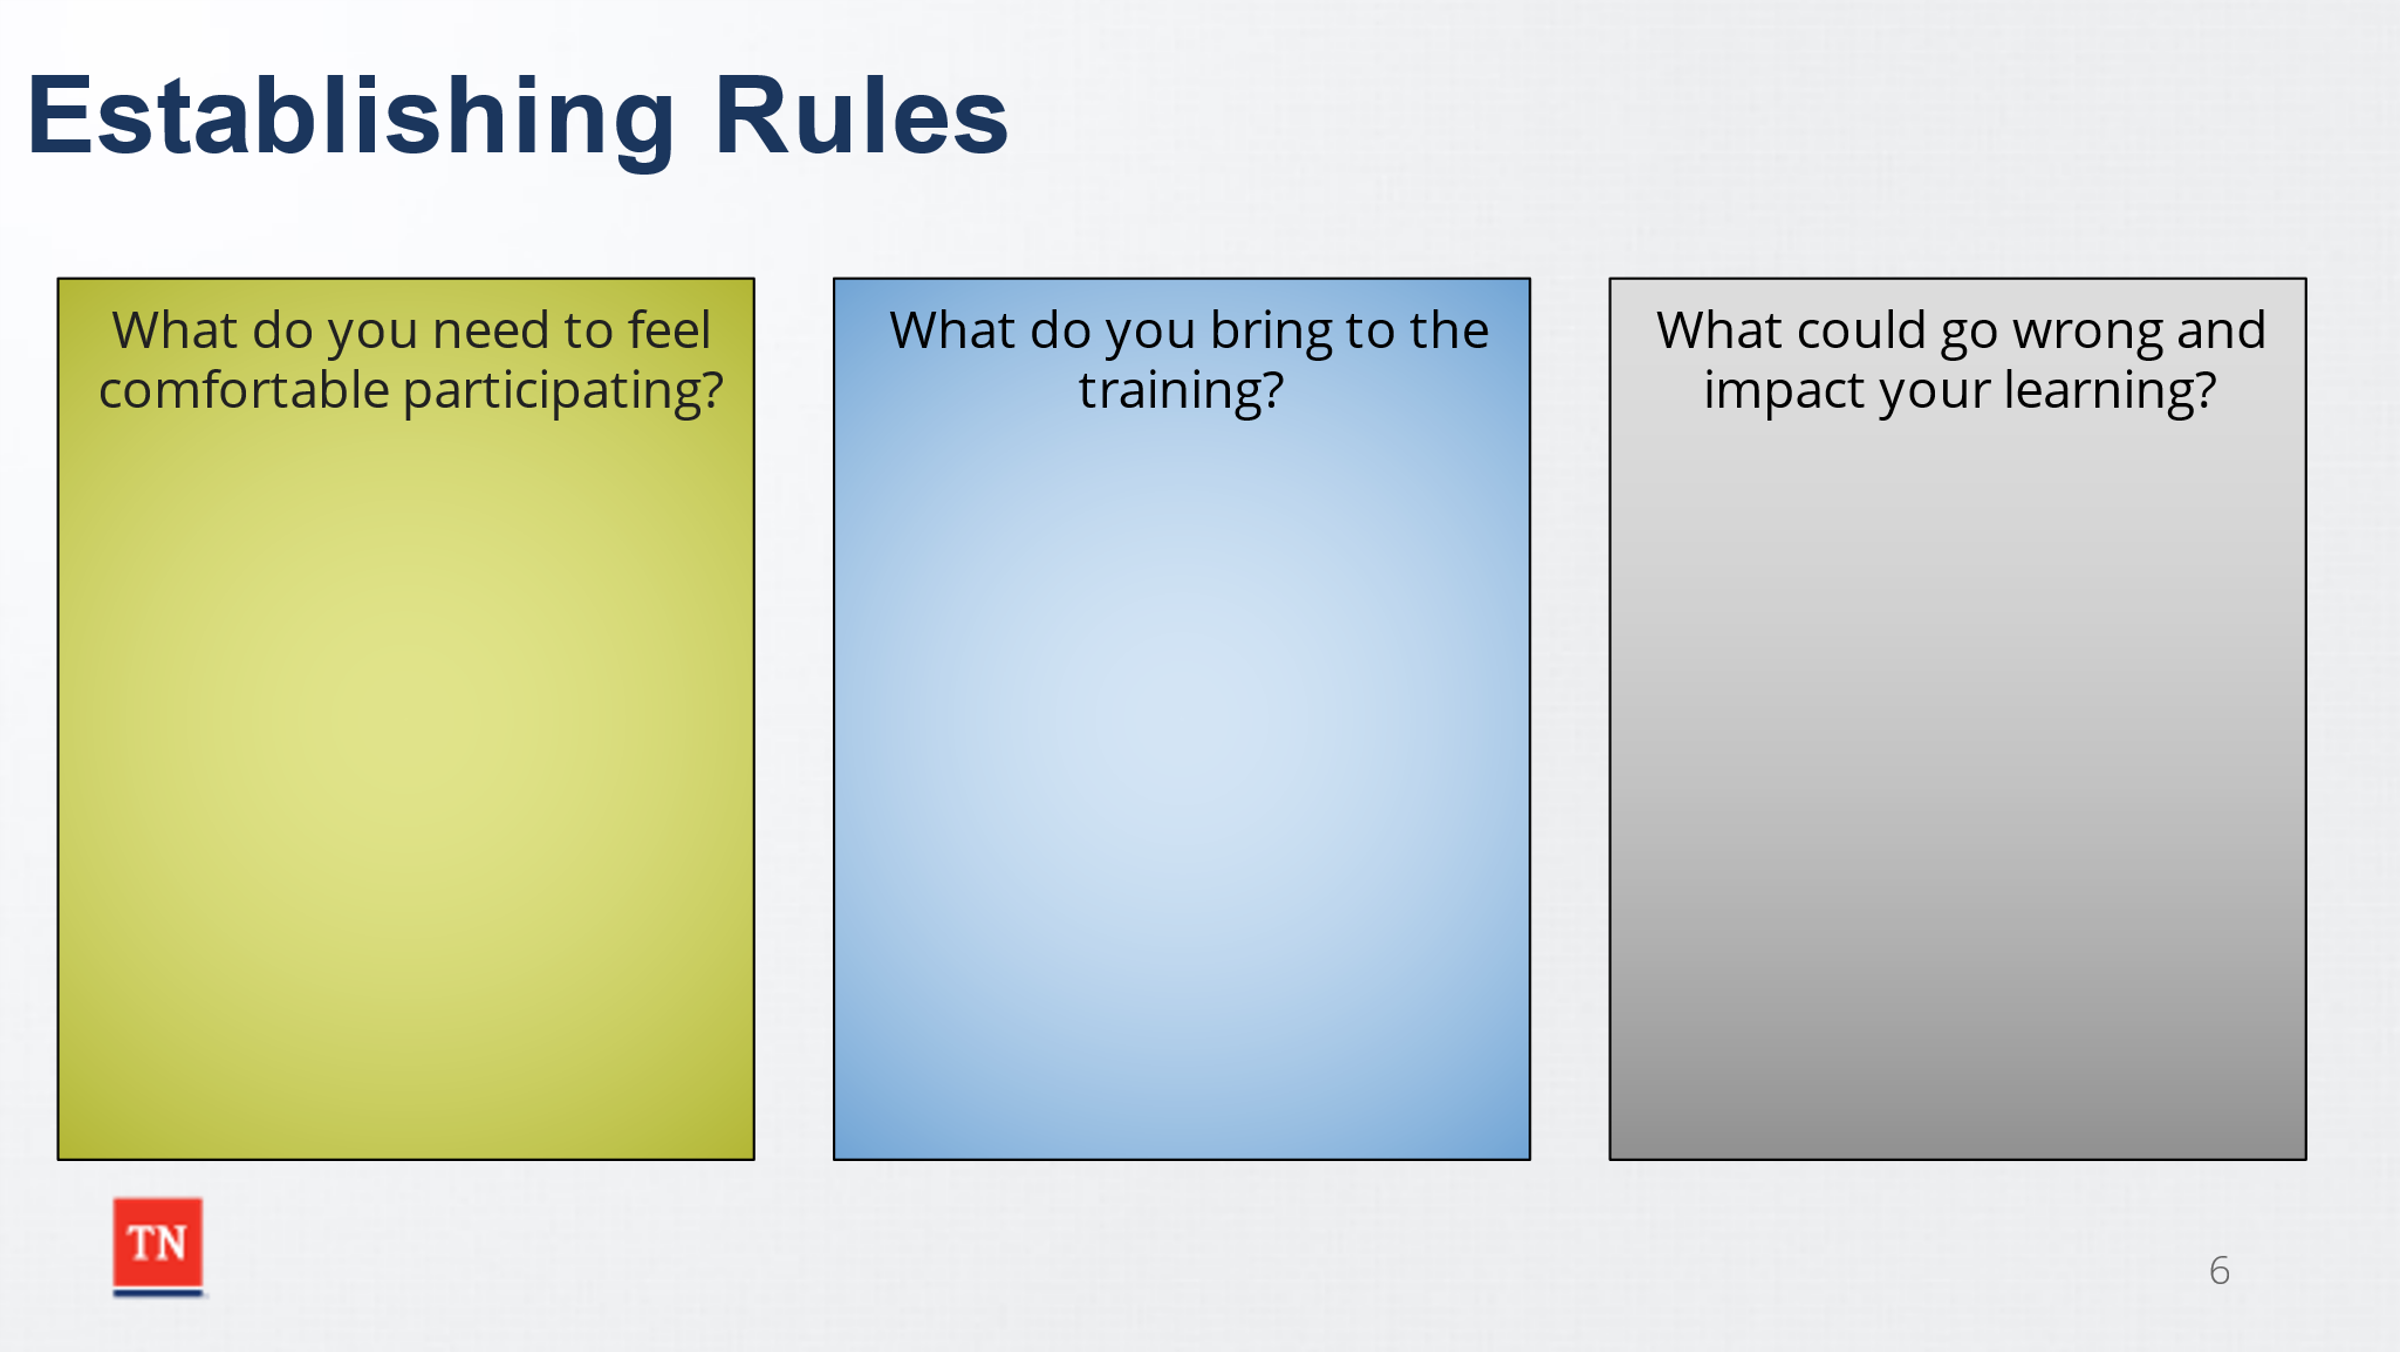 Establishing Rules
What do you need to feel
comfortable participating?
What do you bring to the
training?
What could go wrong and
impact your learning?
TN
6